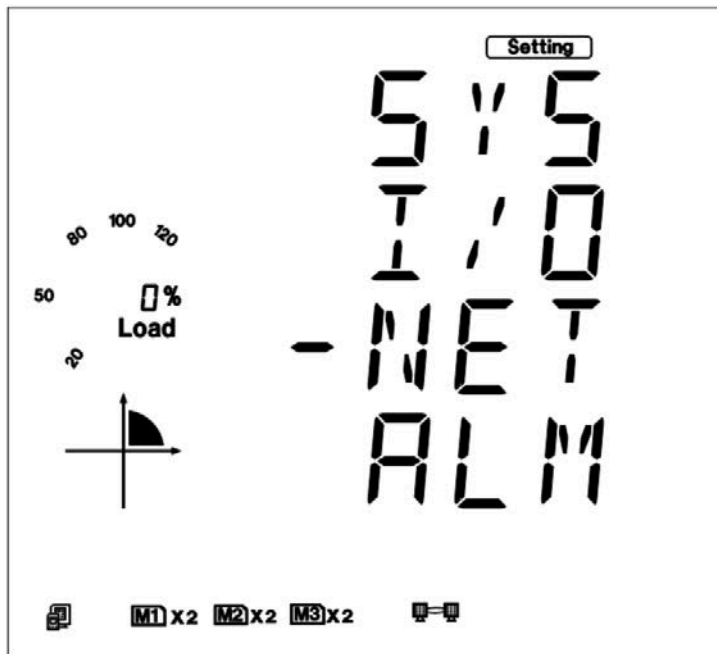 Setting
SYS
I/O
-NET
ALM
80 100 120
50 0%
Load
20
M1 X2 M2 X2 M3 X2